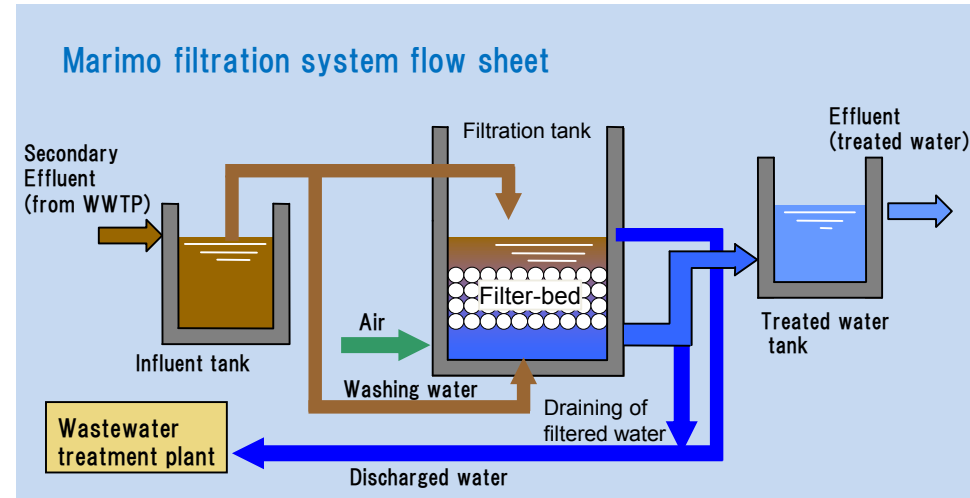 Marimo filtration system flow sheet
Secondary
Effluent
(from WWTP)
Influent tank
Filtration tank
Filter-bed
Air
Washing water
Effluent
(treated water)
Treated water
tank
Draining of
filtered water
Wastewater
treatment plant
Discharged water